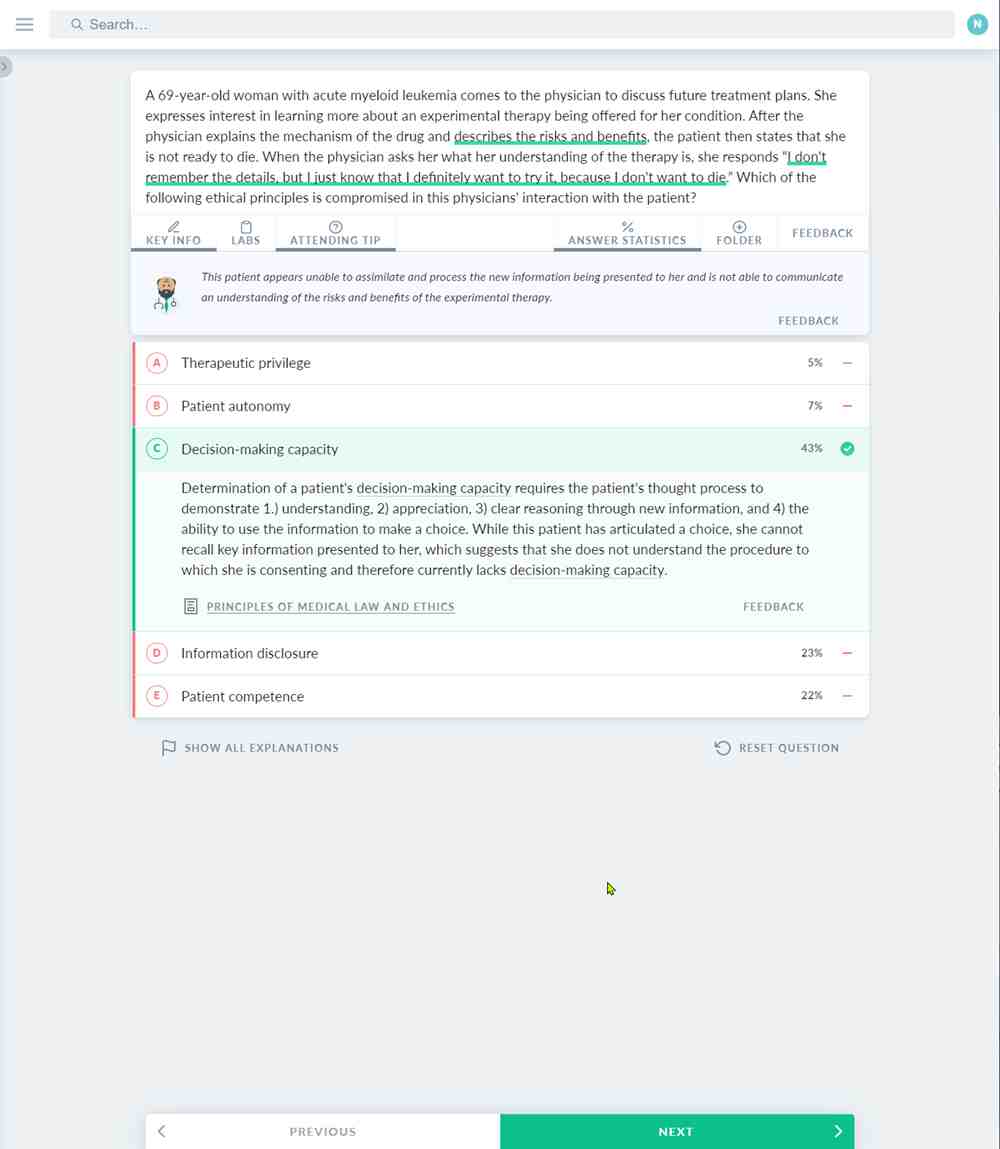 Search...
N
A 69-year-old woman with acute myeloid leukemia comes to the physician to discuss future treatment plans. She
expresses interest in learning more about an experimental therapy being offered for her condition. After the
physician explains the mechanism of the drug and describes the risks and benefits, the patient then states that she
is not ready to die. When the physician asks her what her understanding of the therapy is, she responds “I don't
remember the details, but I just know that I definitely want to try it, because I don't want to die.” Which of the
following ethical principles is compromised in this physicians' interaction with the patient?
KEY INFO LABS ATTENDING TIP ANSWER STATISTICS FOLDER FEEDBACK
This patient appears unable to assimilate and process the new information being presented to her and is not able to communicate
an understanding of the risks and benefits of the experimental therapy.
FEEDBACK
A Therapeutic privilege 5%
B Patient autonomy 7%
C Decision-making capacity 43%
Determination of a patient's decision-making capacity requires the patient's thought process to
demonstrate 1.) understanding, 2) appreciation, 3) clear reasoning through new information, and 4) the
ability to use the information to make a choice. While this patient has articulated a choice, she cannot
recall key information presented to her, which suggests that she does not understand the procedure to
which she is consenting and therefore currently lacks decision-making capacity.
PRINCIPLES OF MEDICAL LAW AND ETHICS FEEDBACK
D Information disclosure 23%
E Patient competence 22%
SHOW ALL EXPLANATIONS RESET QUESTION
PREVIOUS NEXT